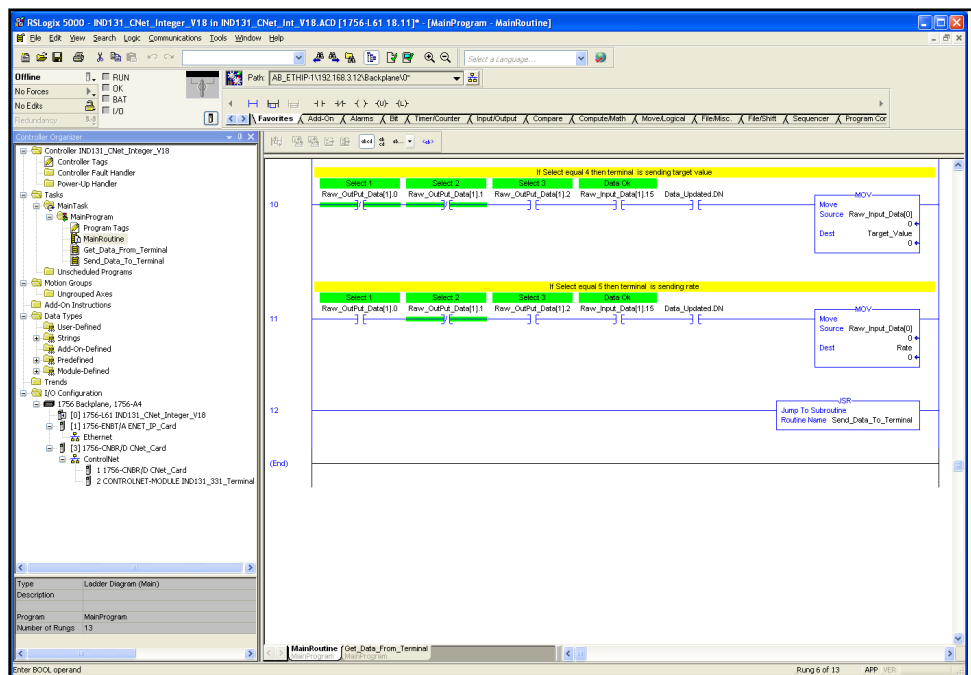 RSLogix 5000 - IND131_CNet_Integer_V18 in IND131_CNet_Int_V18.ACD [1756-L61 18.11]* - [MainProgram - MainRoutine]
File Edit View Search Logic Communications Tools Window Help
Select a Language...
Offline
RUN
No Forces
OK
BAT
No Edits
I/O
Redundancy
Path: AB_ETHIP-1\192.168.3.12\Backplane\0*
Favorites Add-On Alarms Bit Timer/Counter Input/Output Compare Compute/Math Move/Logical File/Misc. File/Shift Sequencer Program Cor
Controller Organizer
Controller IND131_CNet_Integer_V18
Controller Tags
Controller Fault Handler
Power-Up Handler
Tasks
MainTask
MainProgram
Program Tags
MainRoutine
Get_Data_From_Terminal
Send_Data_To_Terminal
Unscheduled Programs
Motion Groups
Ungrouped Axes
Add-On Instructions
Data Types
User-Defined
Strings
Add-On-Defined
Predefined
Module-Defined
Trends
I/O Configuration
1756 Backplane, 1756-A4
[0] 1756-L61 IND131_CNet_Integer_V18
[1] 1756-ENBT/A ENET_IP_Card
Ethernet
[3] 1756-CNBR/D CNet_Card
ControlNet
1 1756-CNBR/D CNet_Card
2 CONTROLNET-MODULE IND131_331_Terminal
Type Ladder Diagram (Main)
Description
Program MainProgram
Number of Rungs 13
If Select equal 4 then terminal is sending target value
Select 1 Select 2 Select 3 Data Ok
Raw_OutPut_Data[1].0 Raw_OutPut_Data[1].1 Raw_OutPut_Data[1].2 Raw_Input_Data[1].15 Data_Updated.DN
10
MOV
Move
Source Raw_Input_Data[0]
0
Dest Target_Value
0
If Select equal 5 then terminal is sending rate
Select 1 Select 2 Select 3 Data Ok
Raw_OutPut_Data[1].0 Raw_OutPut_Data[1].1 Raw_OutPut_Data[1].2 Raw_Input_Data[1].15 Data_Updated.DN
11
MOV
Move
Source Raw_Input_Data[0]
0
Dest Rate
0
12
JSR
Jump To Subroutine
Routine Name Send_Data_To_Terminal
(End)
MainRoutine Get_Data_From_Terminal
MainProgram MainProgram
Enter BOOL operand
Rung 6 of 13 APP VER